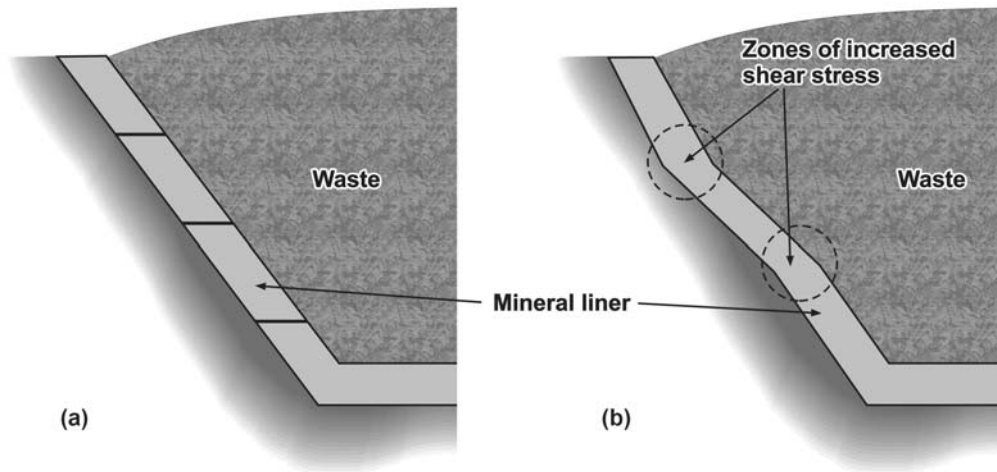 Zones of increased
shear stress
Waste
Waste
Mineral liner
(a)
(b)